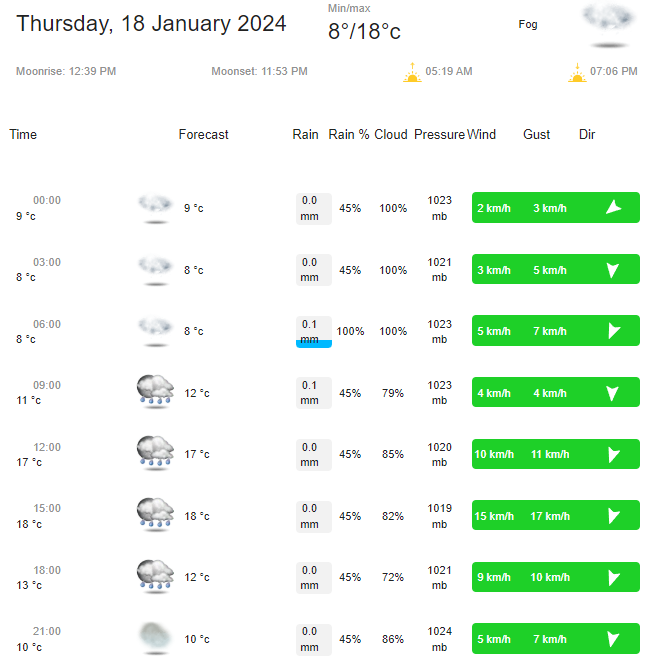 Thursday, 18 January 2024
Min/max
8°/18°c
Fog
Moonrise: 12:39 PM
Moonset: 11:53 PM
05:19 AM
07:06 PM
Time Forecast Rain Rain % Cloud Pressure Wind Gust Dir
00:00
9 °c
9 °c
0.0
mm
45%
100%
1023
mb
2 km/h
3 km/h
03:00
8 °c
8 °c
0.0
mm
45%
100%
1021
mb
3 km/h
5 km/h
06:00
8 °c
8 °c
0.1
mm
100%
100%
1023
mb
5 km/h
7 km/h
09:00
11 °c
12 °c
0.1
mm
45%
79%
1023
mb
4 km/h
4 km/h
12:00
17 °c
17 °c
0.0
mm
45%
85%
1020
mb
10 km/h
11 km/h
15:00
18 °c
18 °c
0.0
mm
45%
82%
1019
mb
15 km/h
17 km/h
18:00
13 °c
12 °c
0.0
mm
45%
72%
1021
mb
9 km/h
10 km/h
21:00
10 °c
10 °c
0.0
mm
45%
86%
1024
mb
5 km/h
7 km/h